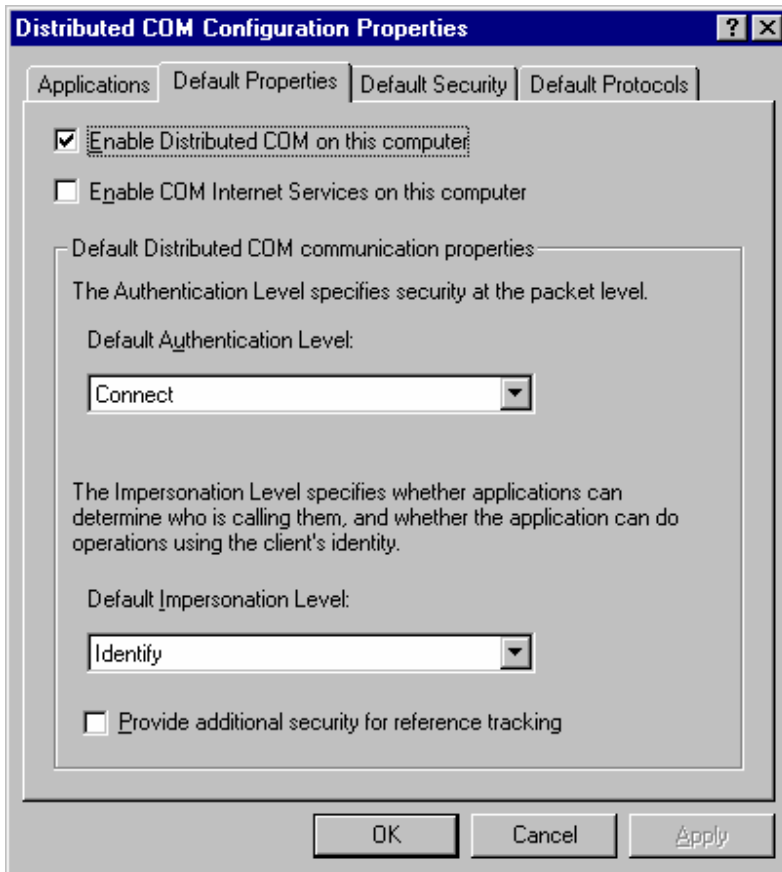 Distributed COM Configuration Properties
Applications Default Properties Default Security Default Protocols
Enable Distributed COM on this computer
Enable COM Internet Services on this computer
Default Distributed COM communication properties
The Authentication Level specifies security at the packet level.
Default Authentication Level:
Connect
The Impersonation Level specifies whether applications can
determine who is calling them, and whether the application can do
operations using the client's identity.
Default Impersonation Level:
Identify
Provide additional security for reference tracking
OK Cancel Apply